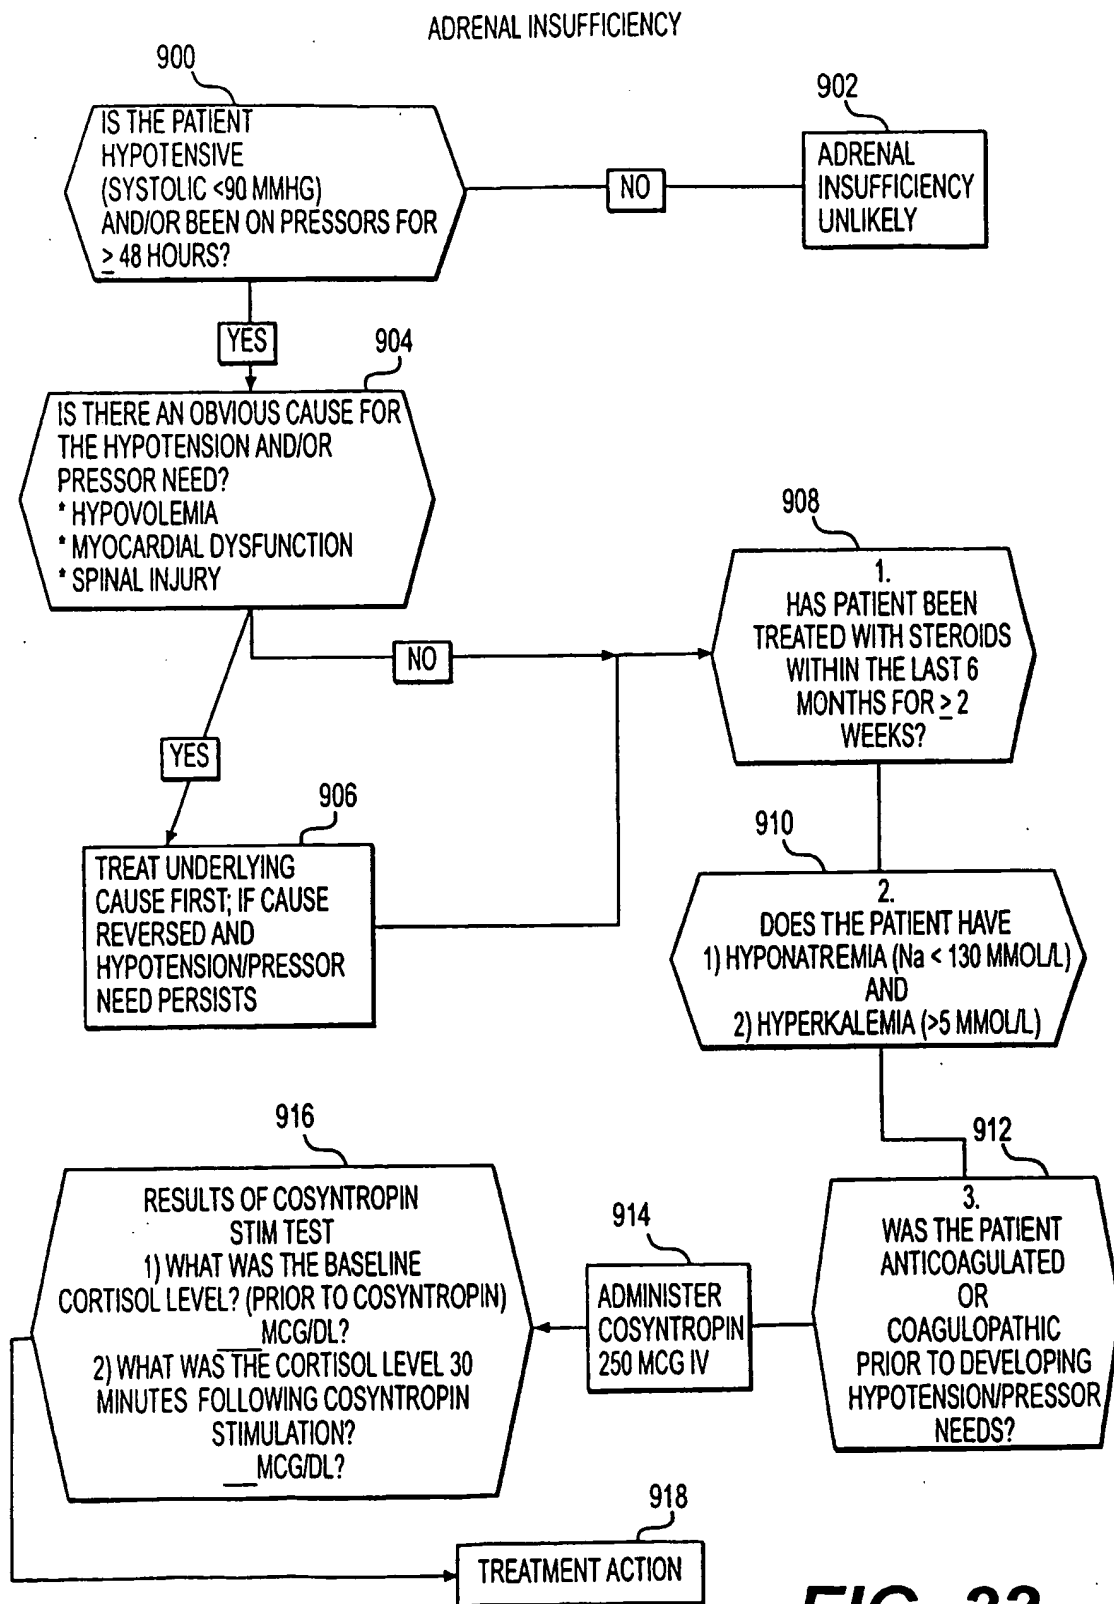 ADRENAL INSUFFICIENCY
900
IS THE PATIENT
HYPOTENSIVE
(SYSTOLIC <90 MMHG)
AND/OR BEEN ON PRESSORS FOR
≥ 48 HOURS?
NO
902
ADRENAL
INSUFFICIENCY
UNLIKELY
YES
904
IS THERE AN OBVIOUS CAUSE FOR
THE HYPOTENSION AND/OR
PRESSOR NEED?
* HYPOVOLEMIA
* MYOCARDIAL DYSFUNCTION
* SPINAL INJURY
NO
YES
906
TREAT UNDERLYING
CAUSE FIRST; IF CAUSE
REVERSED AND
HYPOTENSION/PRESSOR
NEED PERSISTS
908
1.
HAS PATIENT BEEN
TREATED WITH STEROIDS
WITHIN THE LAST 6
MONTHS FOR ≥ 2
WEEKS?
910
2.
DOES THE PATIENT HAVE
1) HYPONATREMIA (Na < 130 MMOL/L)
AND
2) HYPERKALEMIA (>5 MMOL/L)
912
3.
WAS THE PATIENT
ANTICOAGULATED
OR
COAGULOPATHIC
PRIOR TO DEVELOPING
HYPOTENSION/PRESSOR
NEEDS?
914
ADMINISTER
COSYNTROPIN
250 MCG IV
916
RESULTS OF COSYNTROPIN
STIM TEST
1) WHAT WAS THE BASELINE
CORTISOL LEVEL? (PRIOR TO COSYNTROPIN)
___MCG/DL?
2) WHAT WAS THE CORTISOL LEVEL 30
MINUTES FOLLOWING COSYNTROPIN
STIMULATION?
___MCG/DL?
918
TREATMENT ACTION